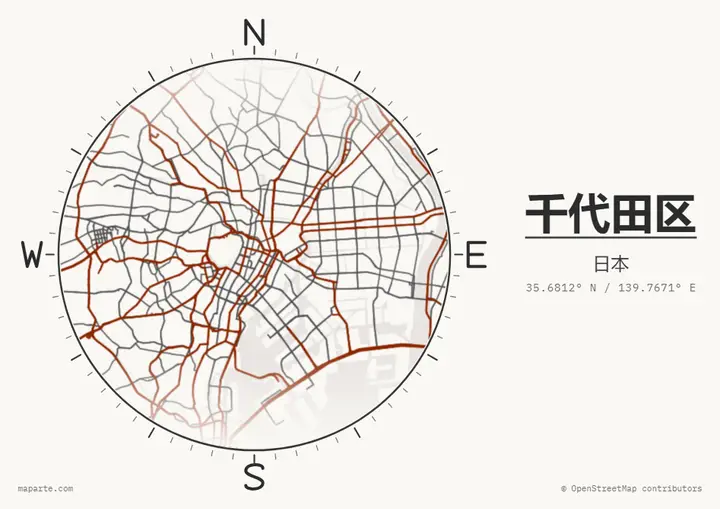 N
W
E
S
千代田区
日本
35.6812° N / 139.7671° E
maparte.com
© OpenStreetMap contributors